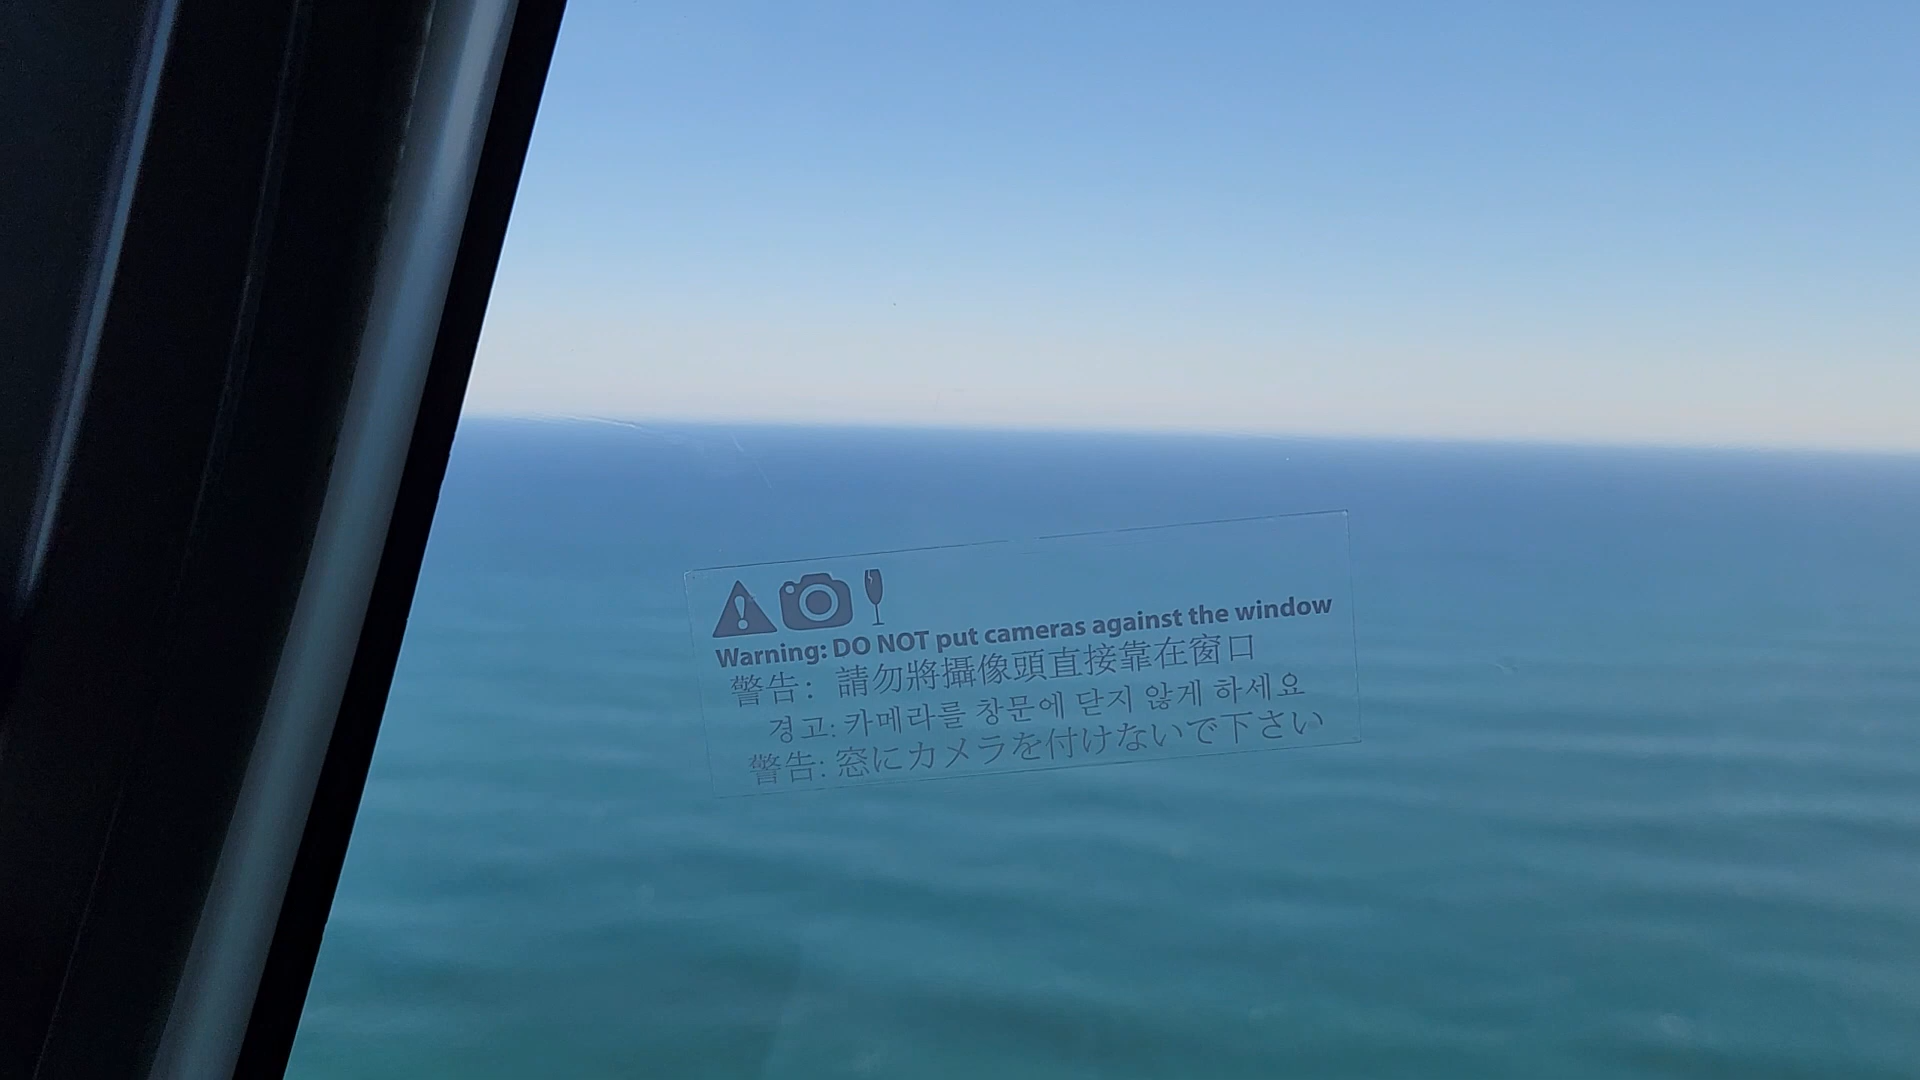 Warning: DO NOT put cameras against the window
警告：請勿將攝像頭直接靠在窗口
경고: 카메라를 창문에 닫지 않게 하세요
警告: 窓にカメラを付けないで下さい